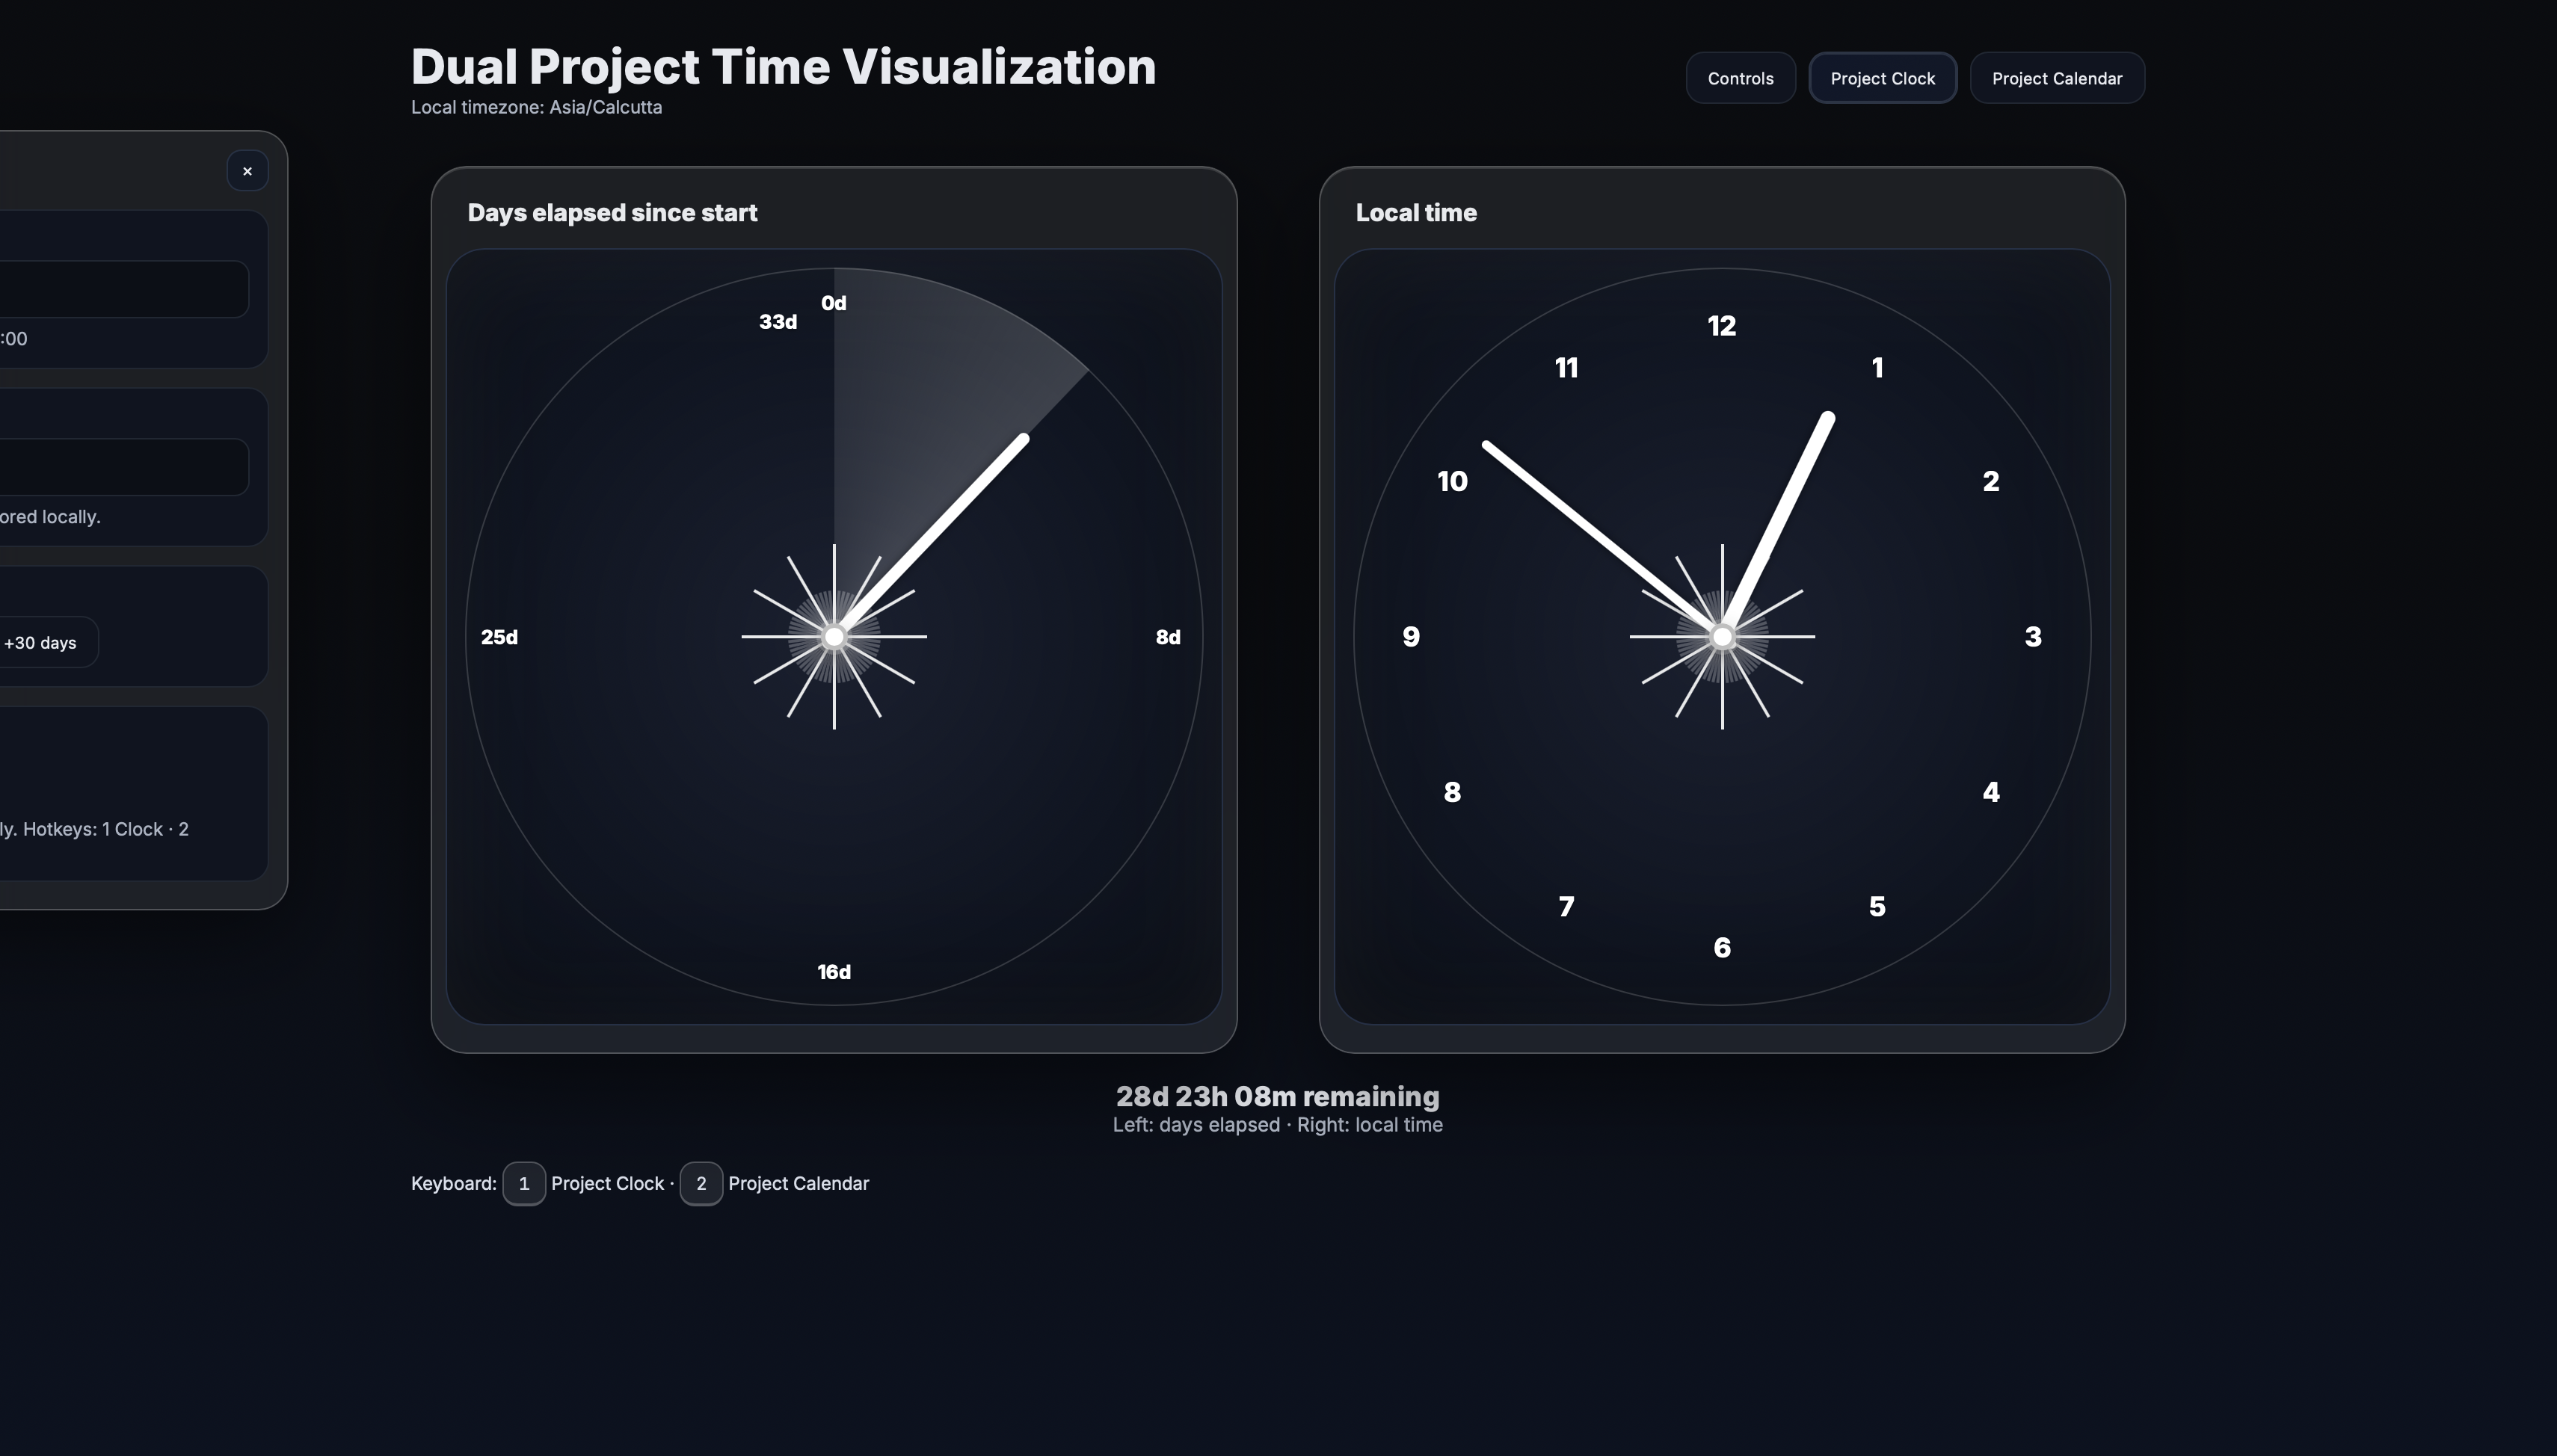 Dual Project Time Visualization
Local timezone: Asia/Calcutta
Controls
Project Clock
Project Calendar
×
:00
ored locally.
+30 days
ly. Hotkeys: 1 Clock · 2
Days elapsed since start
0d
33d
25d
8d
16d
Local time
12
11
1
10
2
9
3
8
4
7
5
6
28d 23h 08m remaining
Left: days elapsed · Right: local time
Keyboard: 1 Project Clock · 2 Project Calendar